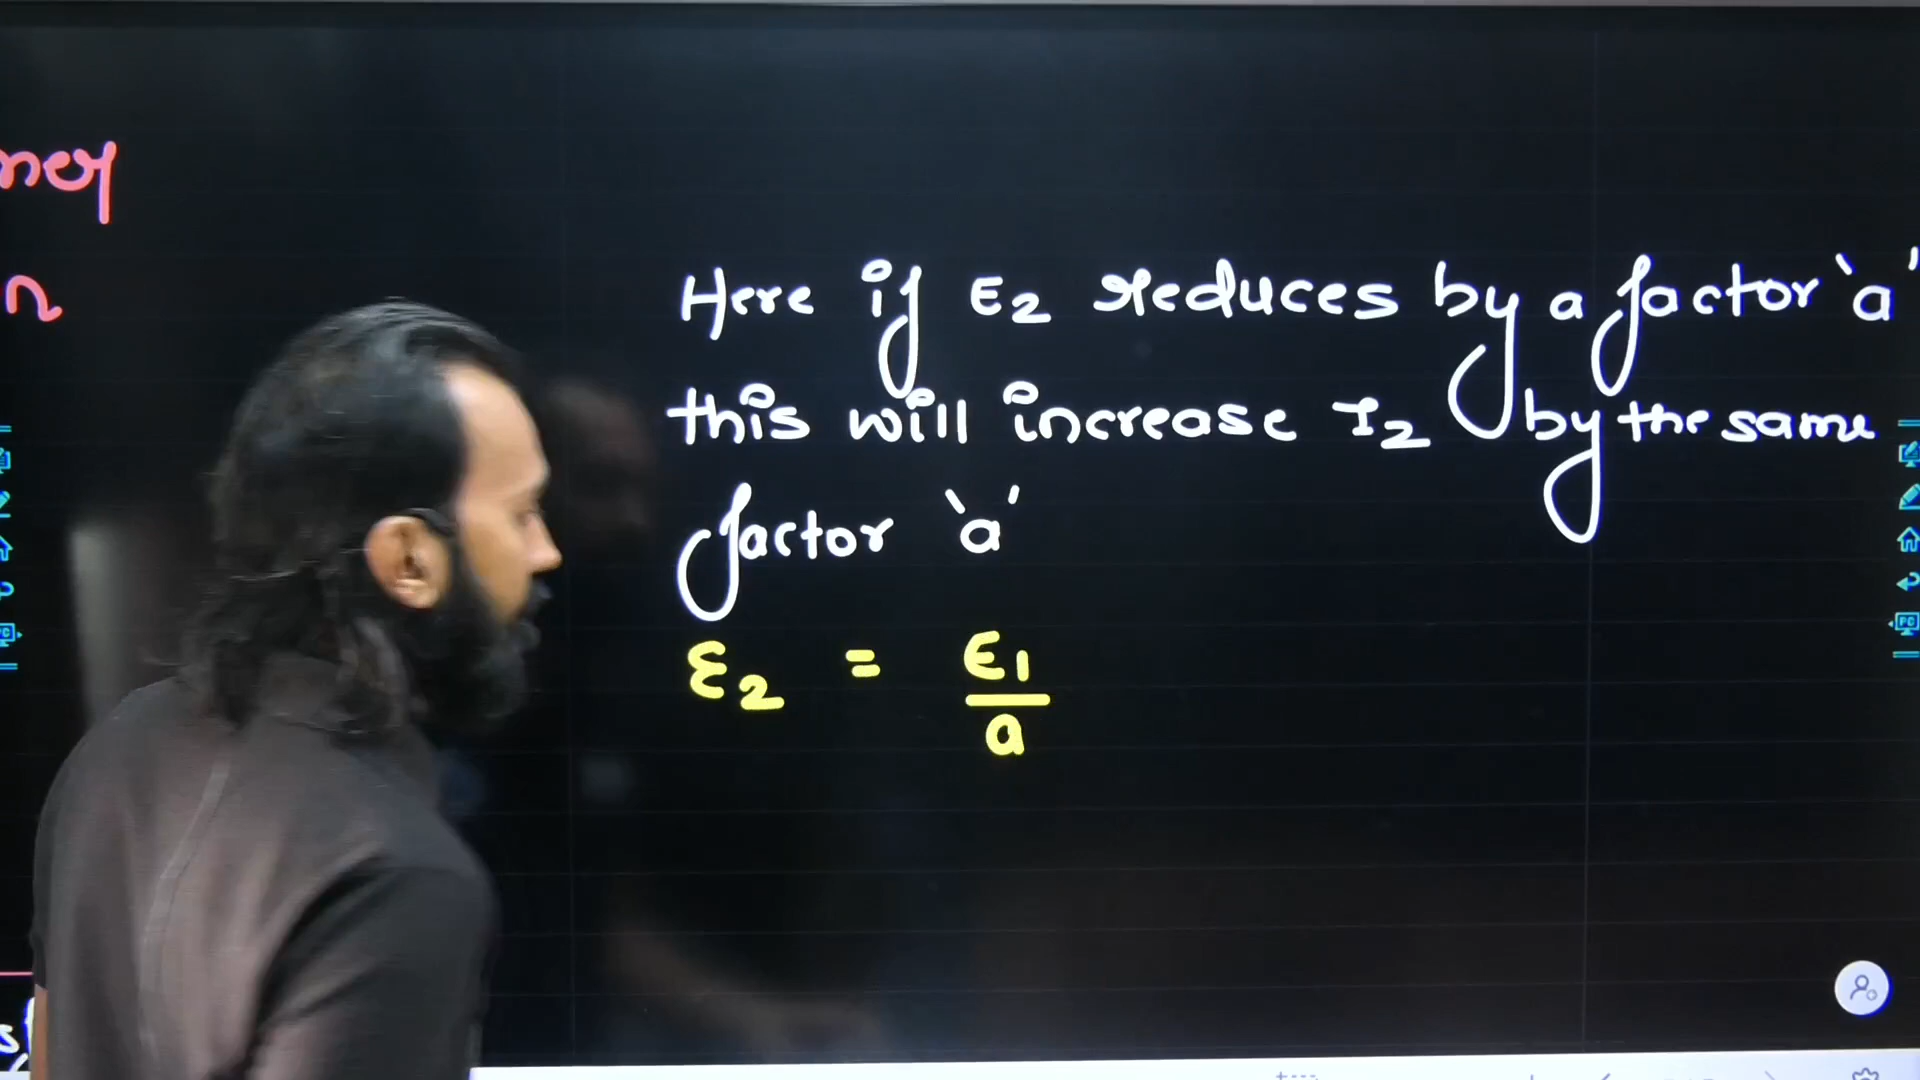 Here if E2 reduces by a factor 'a'
this will increase I2 by the same
factor 'a'
ε2 = ε1/a